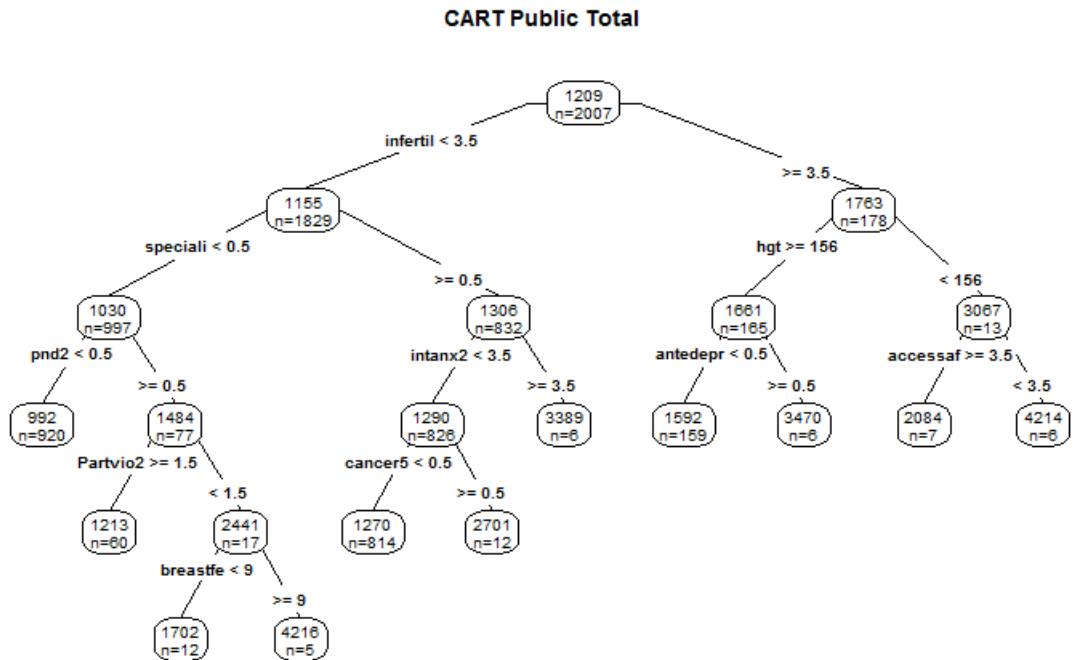 CART Public Total
1209
n=2007
infertil < 3.5
>= 3.5
1155
n=1829
1763
n=178
speciali < 0.5
>= 0.5
hgt >= 156
< 156
1030
n=997
1306
n=832
1661
n=165
3067
n=13
pnd2 < 0.5
>= 0.5
intanx2 < 3.5
>= 3.5
antedepr < 0.5
>= 0.5
accessaf >= 3.5
< 3.5
992
n=920
1484
n=77
1290
n=826
3389
n=6
1592
n=159
3470
n=6
2084
n=7
4214
n=6
Partvio2 >= 1.5
< 1.5
cancer5 < 0.5
>= 0.5
1213
n=60
2441
n=17
1270
n=814
2701
n=12
breastfe < 9
>= 9
1702
n=12
4216
n=5